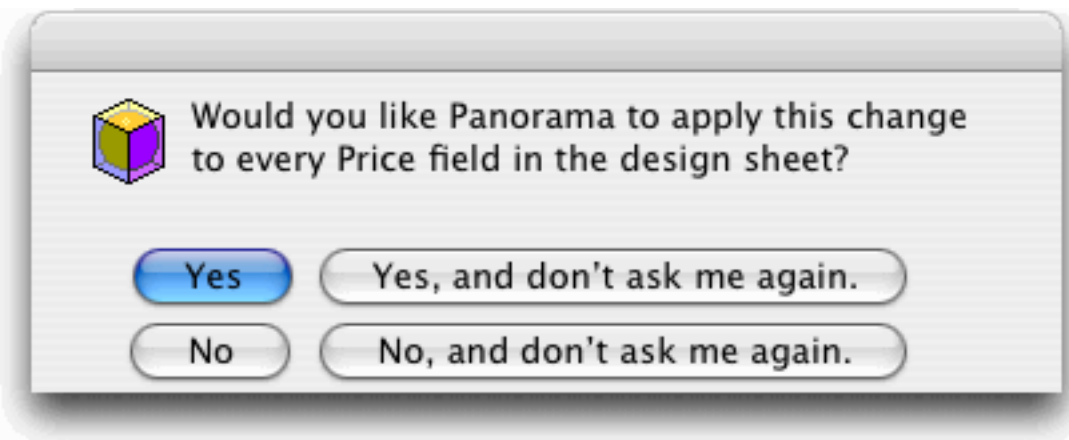 Would you like Panorama to apply this change
to every Price field in the design sheet?
Yes
Yes, and don't ask me again.
No
No, and don't ask me again.